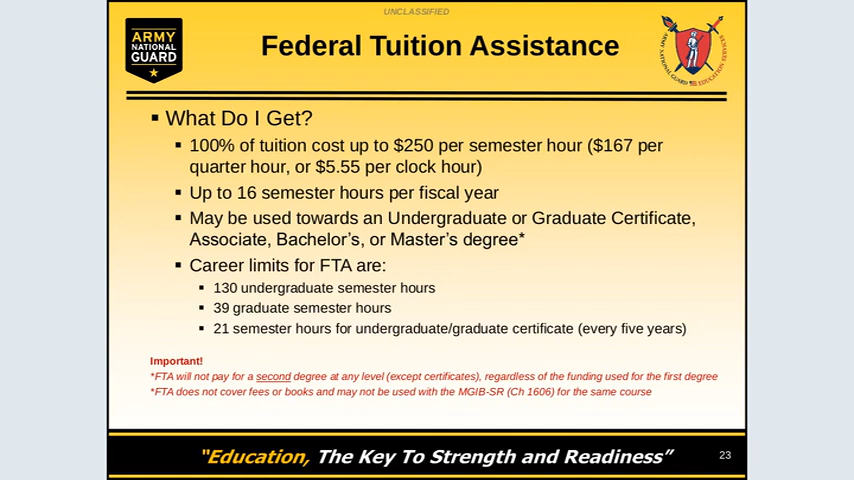 UNCLASSIFIED
ARMY
NATIONAL
GUARD
Federal Tuition Assistance
▪ What Do I Get?
▪ 100% of tuition cost up to $250 per semester hour ($167 per
quarter hour, or $5.55 per clock hour)
▪ Up to 16 semester hours per fiscal year
▪ May be used towards an Undergraduate or Graduate Certificate,
Associate, Bachelor’s, or Master’s degree*
▪ Career limits for FTA are:
▪ 130 undergraduate semester hours
▪ 39 graduate semester hours
▪ 21 semester hours for undergraduate/graduate certificate (every five years)
Important!
*FTA will not pay for a second degree at any level (except certificates), regardless of the funding used for the first degree
*FTA does not cover fees or books and may not be used with the MGIB-SR (Ch 1606) for the same course
“Education, The Key To Strength and Readiness”
23